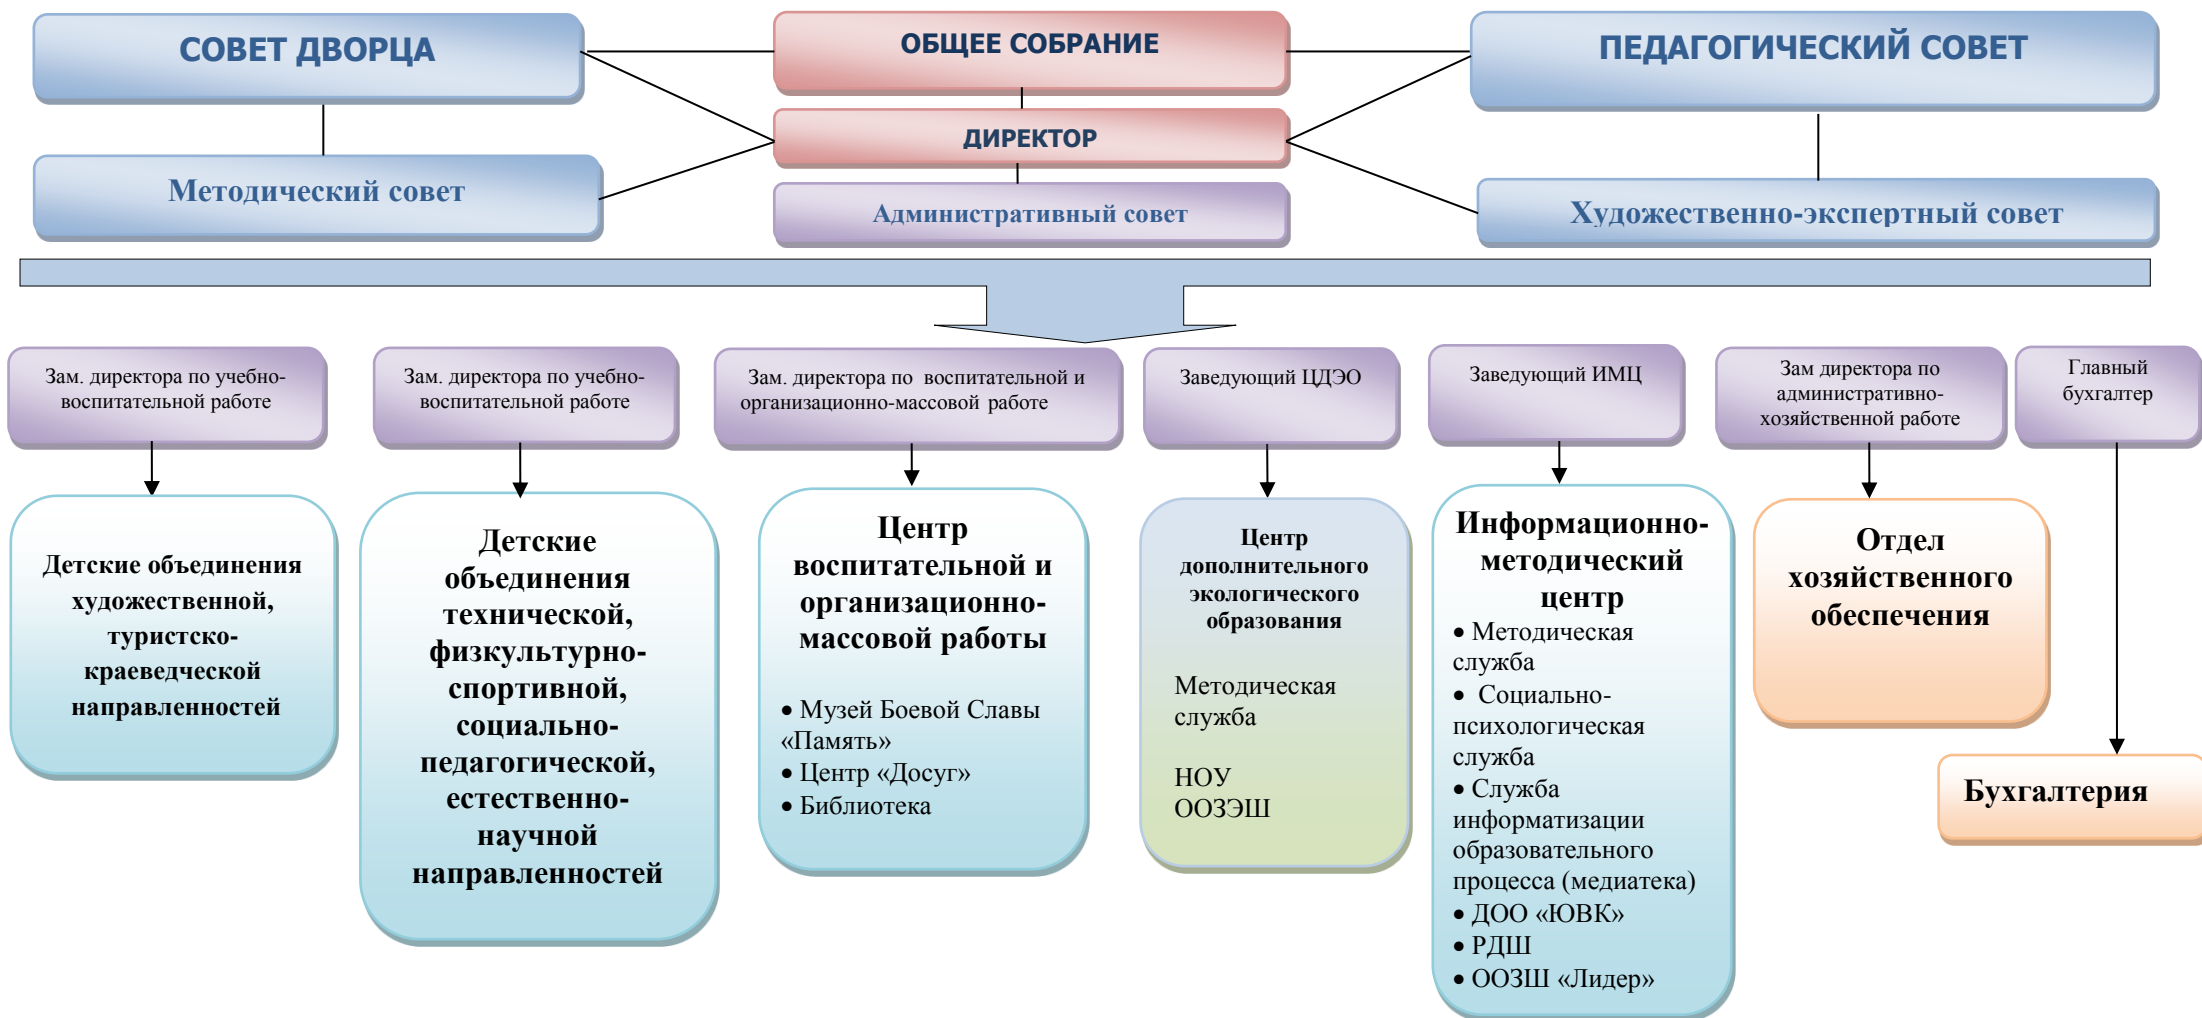 СОВЕТ ДВОРЦА
ОБЩЕЕ СОБРАНИЕ
ПЕДАГОГИЧЕСКИЙ СОВЕТ
ДИРЕКТОР
Методический совет
Административный совет
Художественно-экспертный совет
Зам. директора по учебно-
воспитательной работе
Зам. директора по учебно-
воспитательной работе
Зам. директора по воспитательной и
организационно-массовой работе
Заведующий ЦДЭО
Заведующий ИМЦ
Зам директора по
административно-
хозяйственной работе
Главный
бухгалтер
Детские объединения
художественной,
туристско-
краеведческой
направленностей
Детские
объединения
технической,
физкультурно-
спортивной,
социально-
педагогической,
естественно-
научной
направленностей
Центр
воспитательной и
организационно-
массовой работы
• Музей Боевой Славы
«Память»
• Центр «Досуг»
• Библиотека
Центр
дополнительного
экологического
образования
Методическая
служба
НОУ
ООЗЭШ
Информационно-
методический
центр
• Методическая
служба
• Социально-
психологическая
служба
• Служба
информатизации
образовательного
процесса (медиатека)
• ДОО «ЮВК»
• РДШ
• ООЗШ «Лидер»
Отдел
хозяйственного
обеспечения
Бухгалтерия